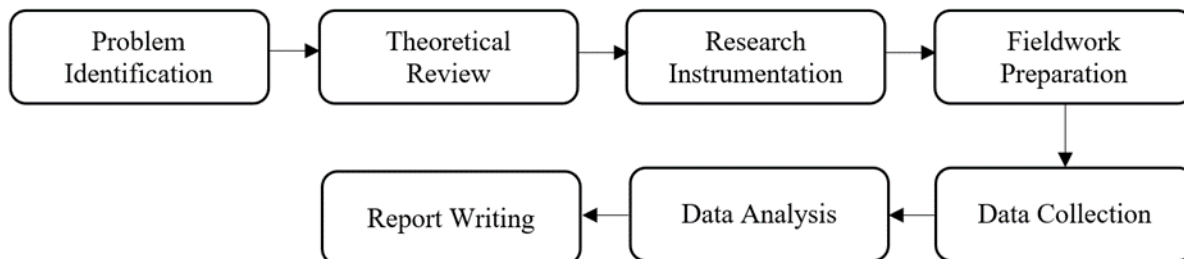 Problem
Identification
Theoretical
Review
Research
Instrumentation
Fieldwork
Preparation
Data Collection
Data Analysis
Report Writing